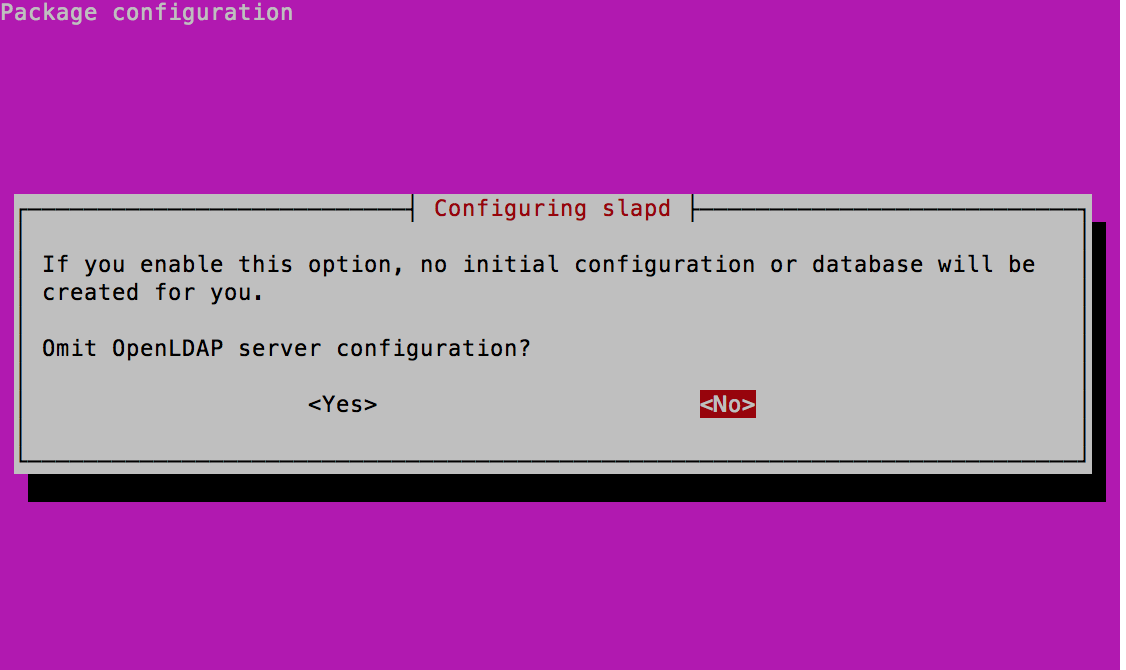 Package configuration
Configuring slapd
If you enable this option, no initial configuration or database will be
created for you.
Omit OpenLDAP server configuration?
<Yes> <No>